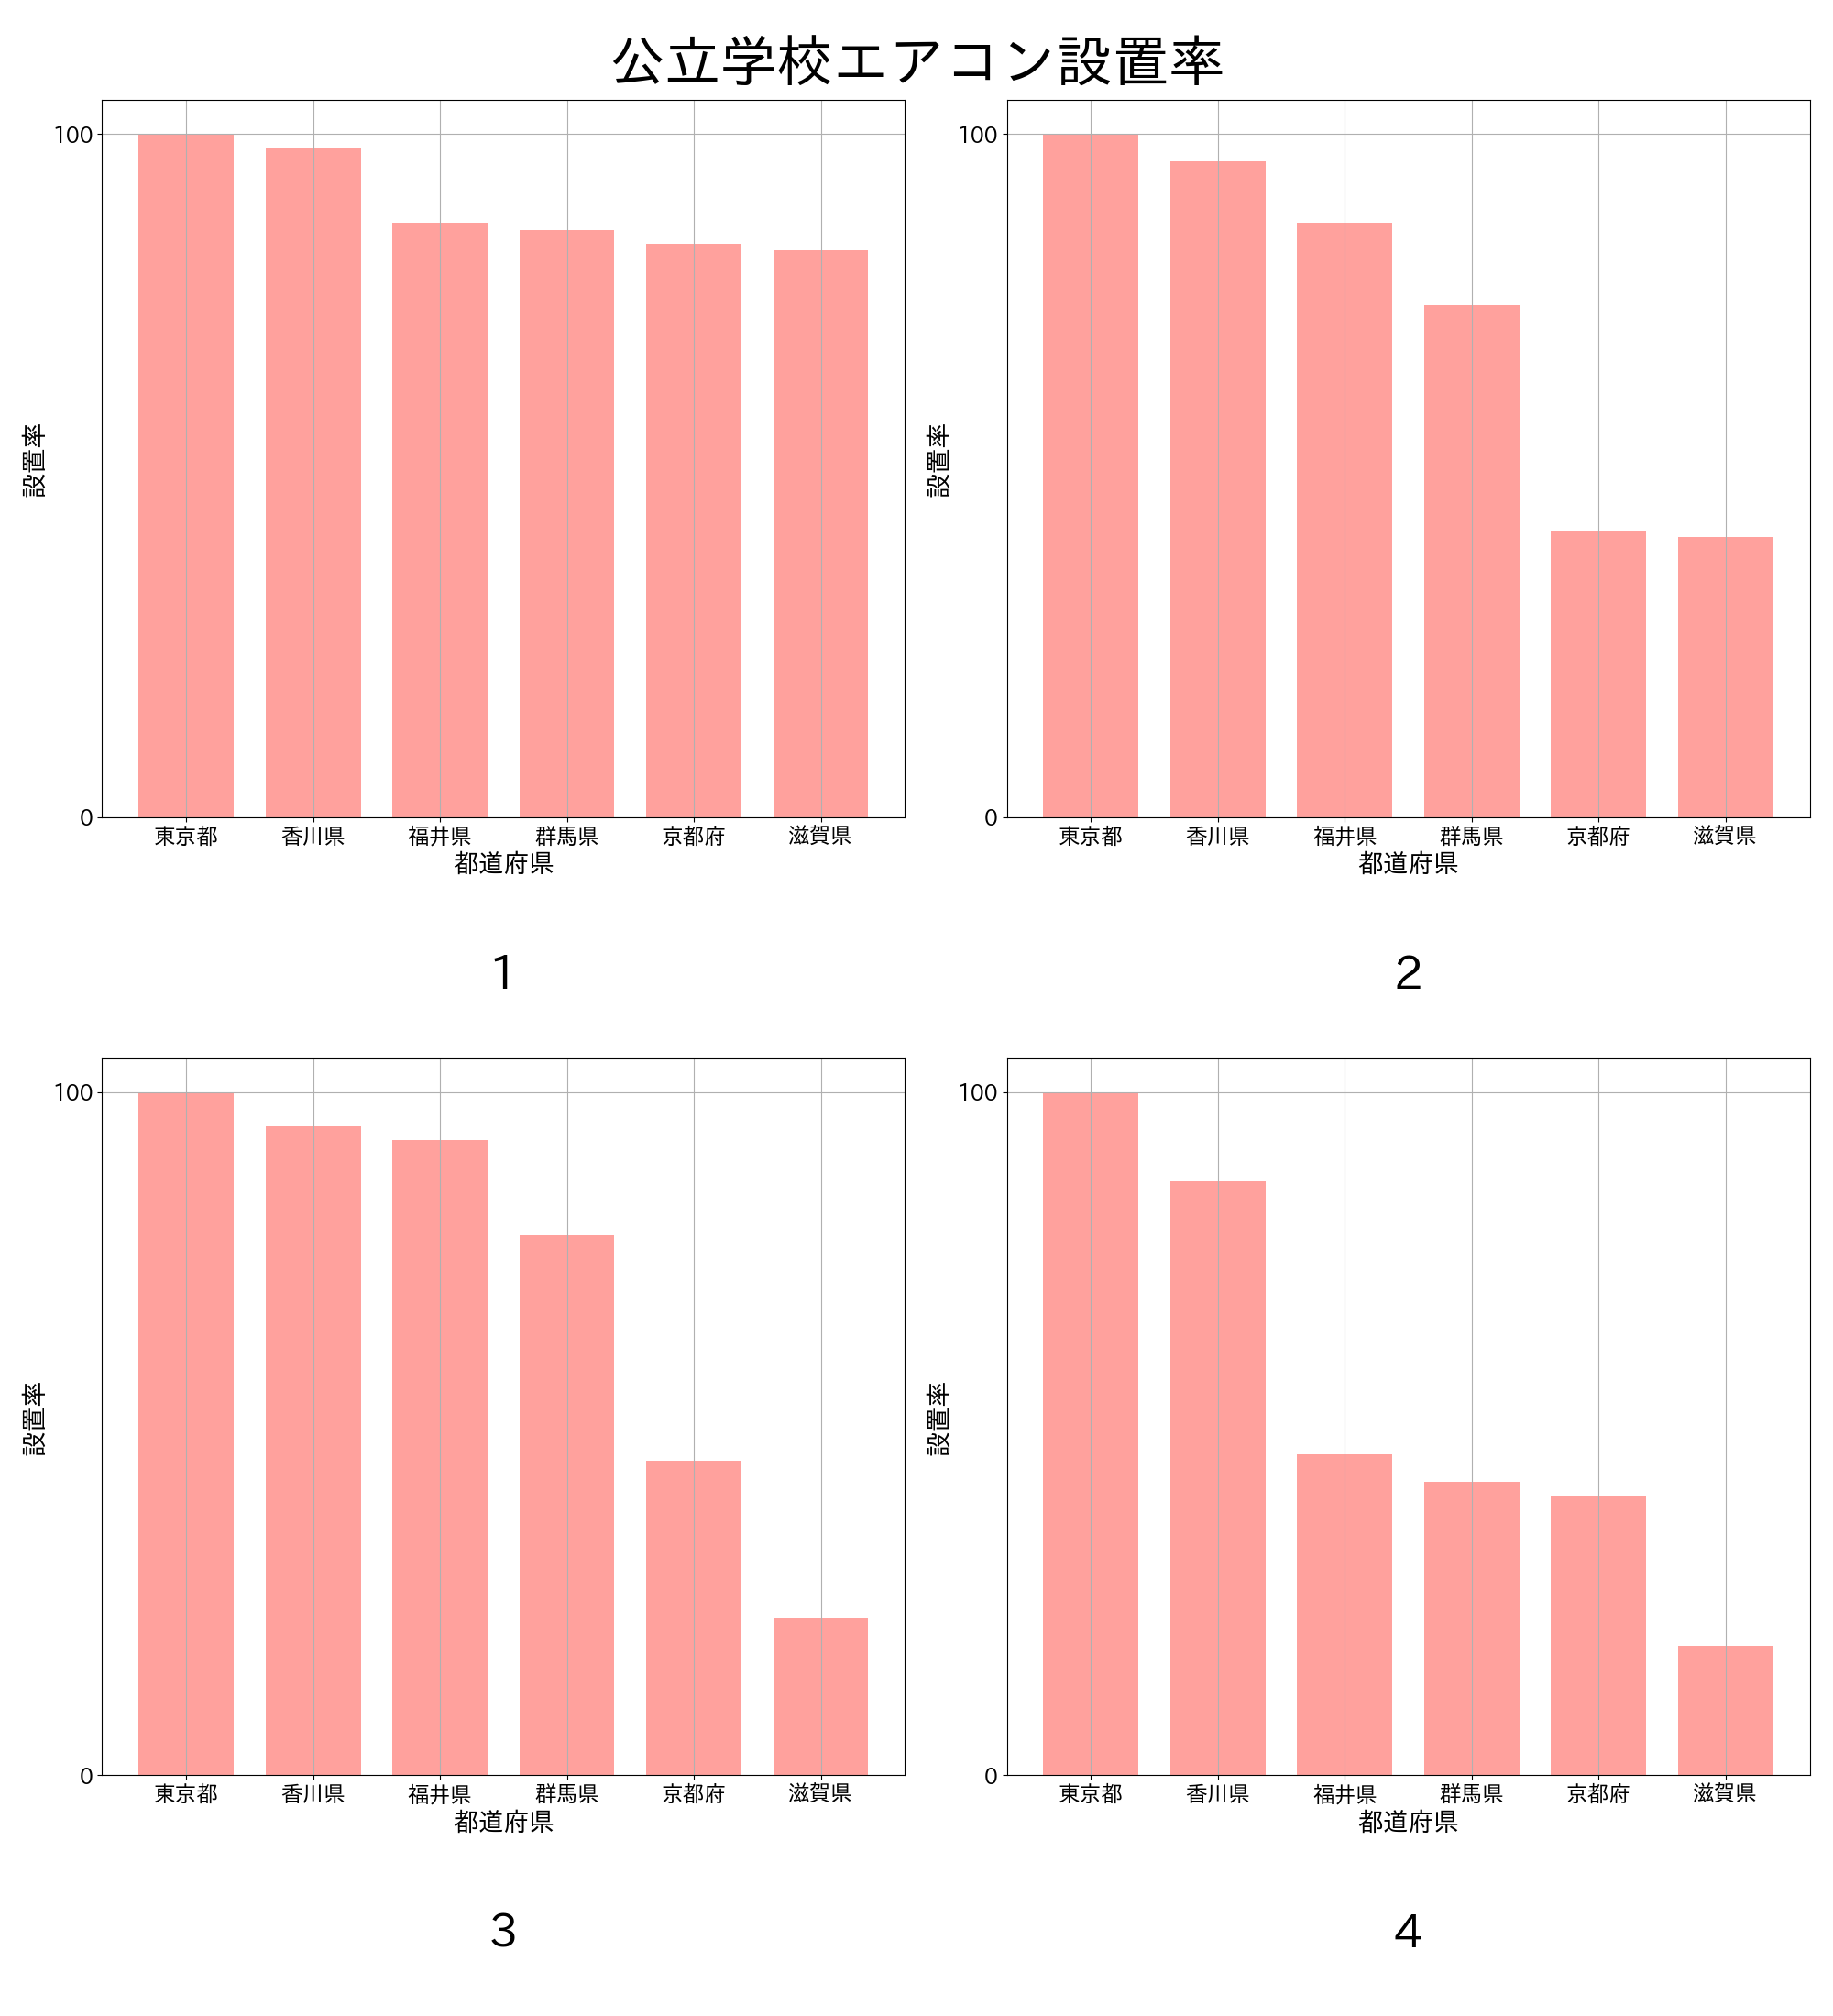 公立学校エアコン設置率
100
0
設置率
東京都 香川県 福井県 群馬県 京都府 滋賀県
都道府県
1
100
0
設置率
東京都 香川県 福井県 群馬県 京都府 滋賀県
都道府県
2
100
0
設置率
東京都 香川県 福井県 群馬県 京都府 滋賀県
都道府県
3
100
0
設置率
東京都 香川県 福井県 群馬県 京都府 滋賀県
都道府県
4